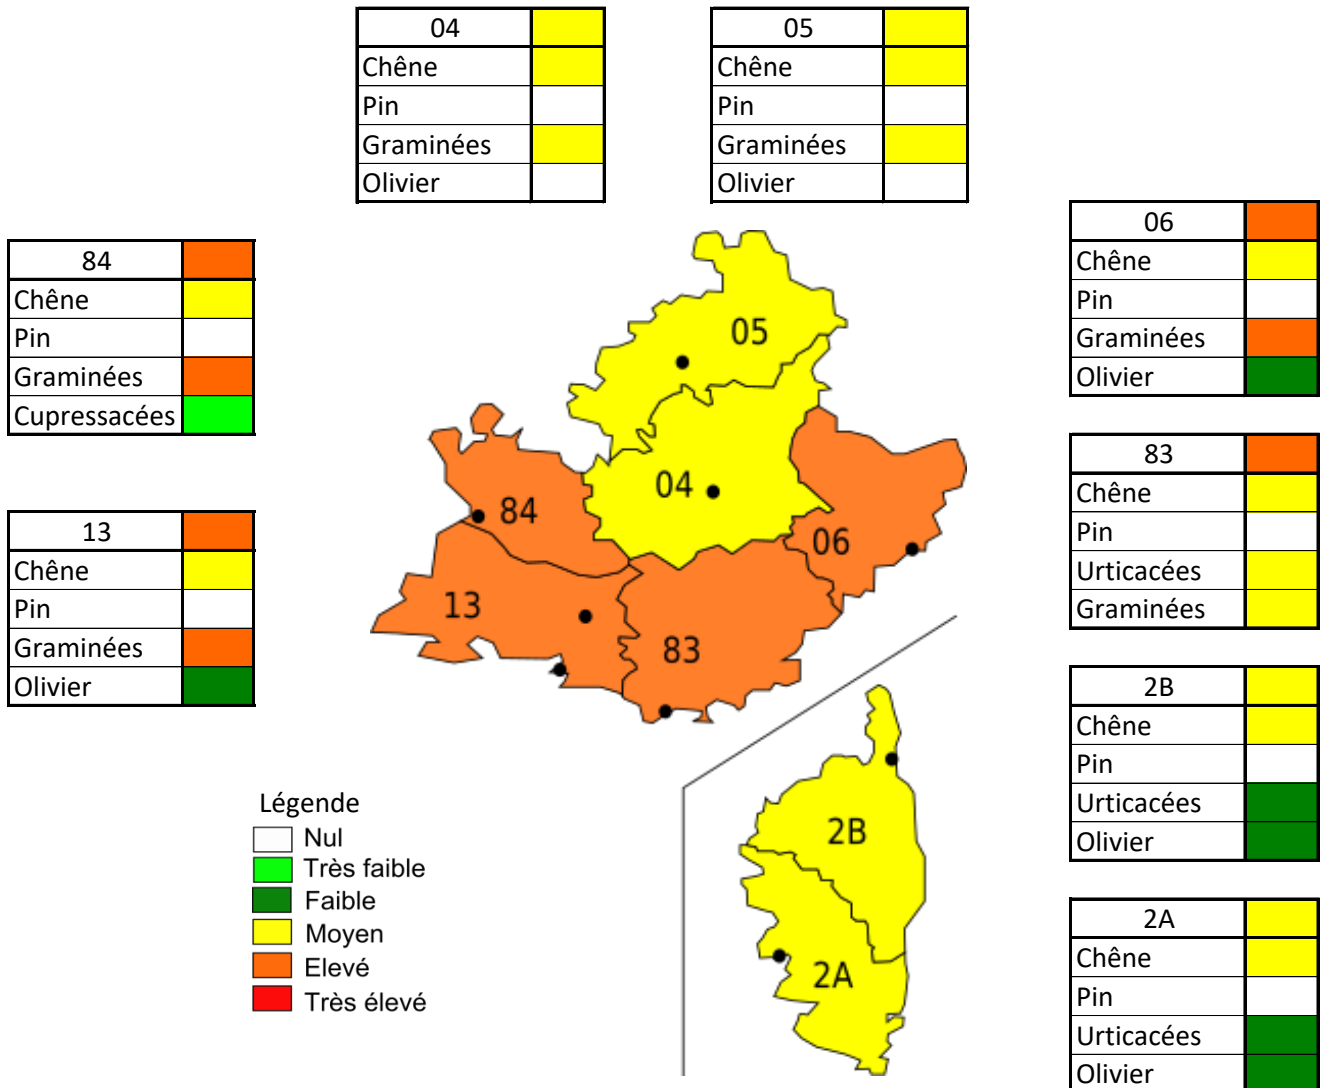 04
Chêne
Pin
Graminées
Olivier
05
Chêne
Pin
Graminées
Olivier
84
Chêne
Pin
Graminées
Cupressacées
13
Chêne
Pin
Graminées
Olivier
06
Chêne
Pin
Graminées
Olivier
83
Chêne
Pin
Urticacées
Graminées
2B
Chêne
Pin
Urticacées
Olivier
2A
Chêne
Pin
Urticacées
Olivier
05
04
84
06
13
83
2B
2A
Légende
Nul
Très faible
Faible
Moyen
Elevé
Très élevé